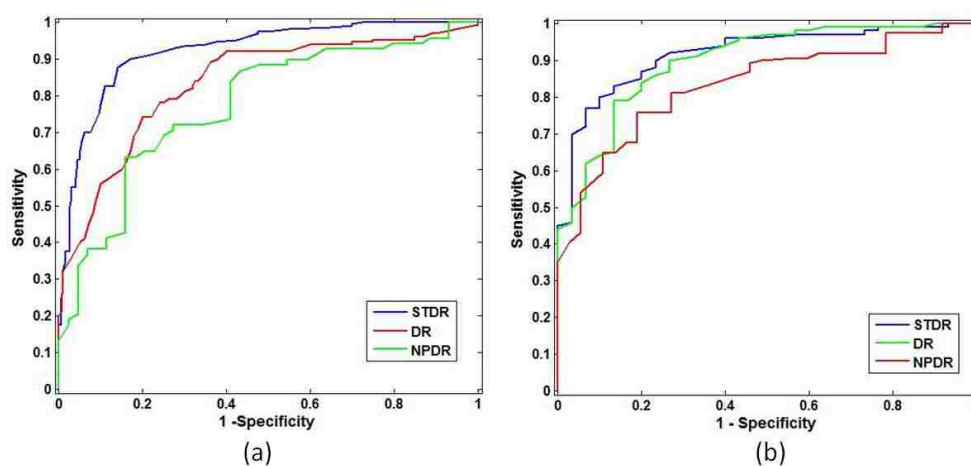 1
0.9
0.8
0.7
0.6
0.5
0.4
0.3
0.2
0.1
0
Sensitivity
0 0.2 0.4 0.6 0.8 1
1 -Specificity
STDR
DR
NPDR
(a)
1
0.9
0.8
0.7
0.6
0.5
0.4
0.3
0.2
0.1
0
Sensitivity
0 0.2 0.4 0.6 0.8
1 - Specificity
STDR
DR
NPDR
(b)